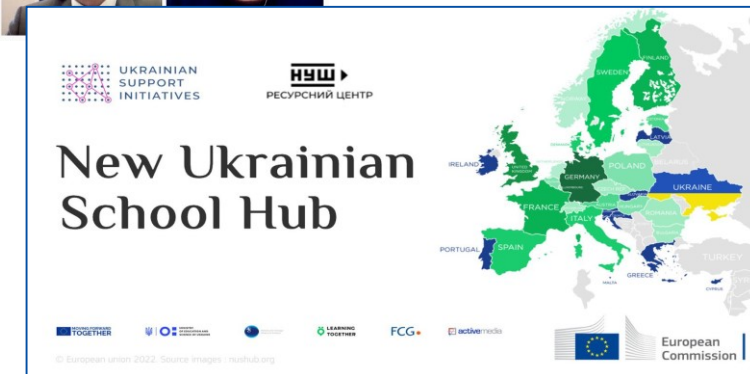 UKRAINIAN
SUPPORT
INITIATIVES
НУШ
РЕСУРСНИЙ ЦЕНТР
New Ukrainian
School Hub
FINLAND
SWEDEN
LATVIA
IRELAND
UNITED KINGDOM
POLAND
GERMANY
UKRAINE
FRANCE
ROMANIA
ITALY
PORTUGAL
SPAIN
TURKEY
GREECE
MALTA
CYPRUS
MOVING FORWARD
TOGETHER
LEARNING
TOGETHER
FCG
activemedia
© European union 2022, Source images : nushub.org
European
Commission